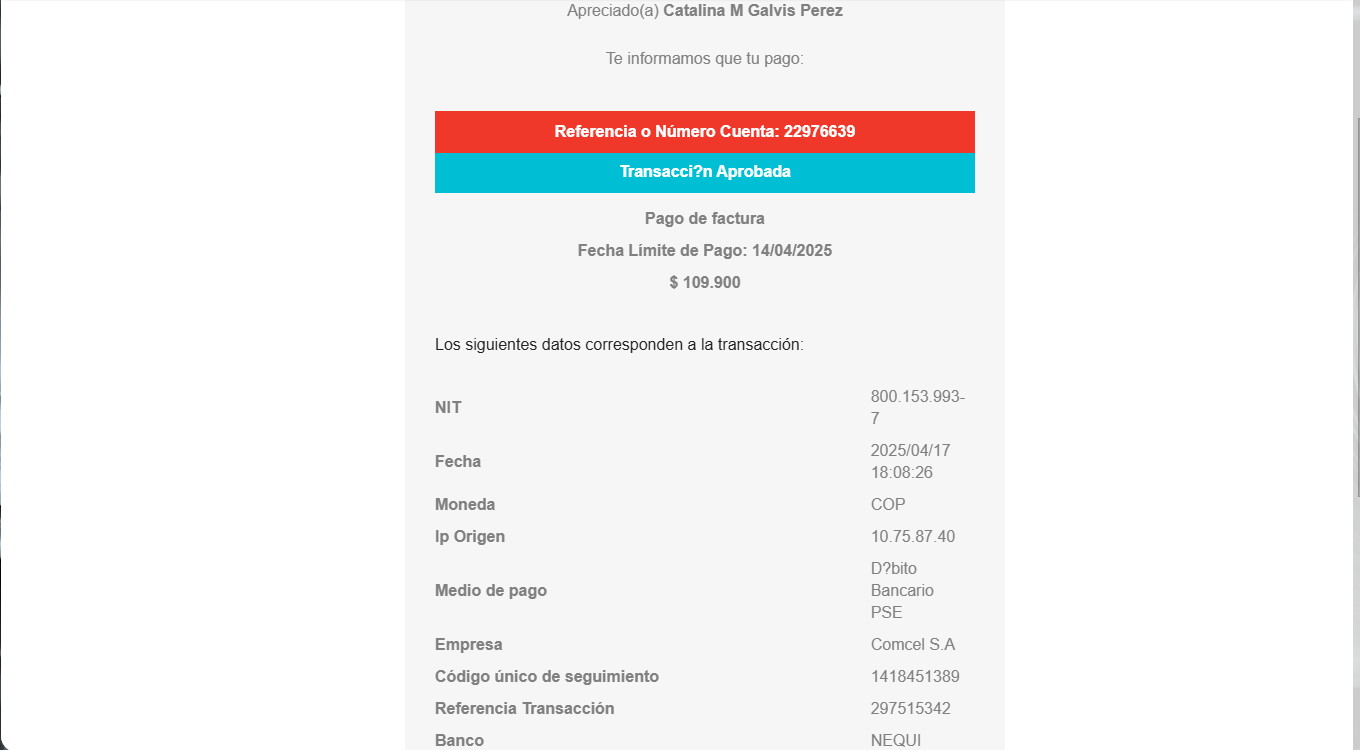 Apreciado(a) Catalina M Galvis Perez
Te informamos que tu pago:
Referencia o Número Cuenta: 22976639
Transacci?n Aprobada
Pago de factura
Fecha Límite de Pago: 14/04/2025
$ 109.900
Los siguientes datos corresponden a la transacción:
NIT 800.153.993-
7
Fecha 2025/04/17
18:08:26
Moneda COP
Ip Origen 10.75.87.40
Medio de pago D?bito
Bancario
PSE
Empresa Comcel S.A
Código único de seguimiento 1418451389
Referencia Transacción 297515342
Banco NEQUI